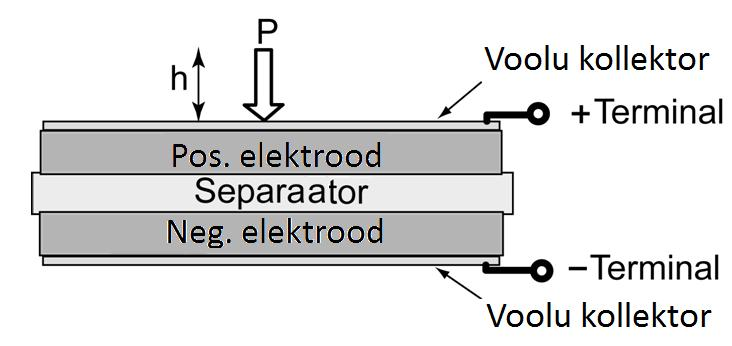 P
h
Voolu kollektor
+Terminal
Pos. elektrood
Separaator
Neg. elektrood
−Terminal
Voolu kollektor